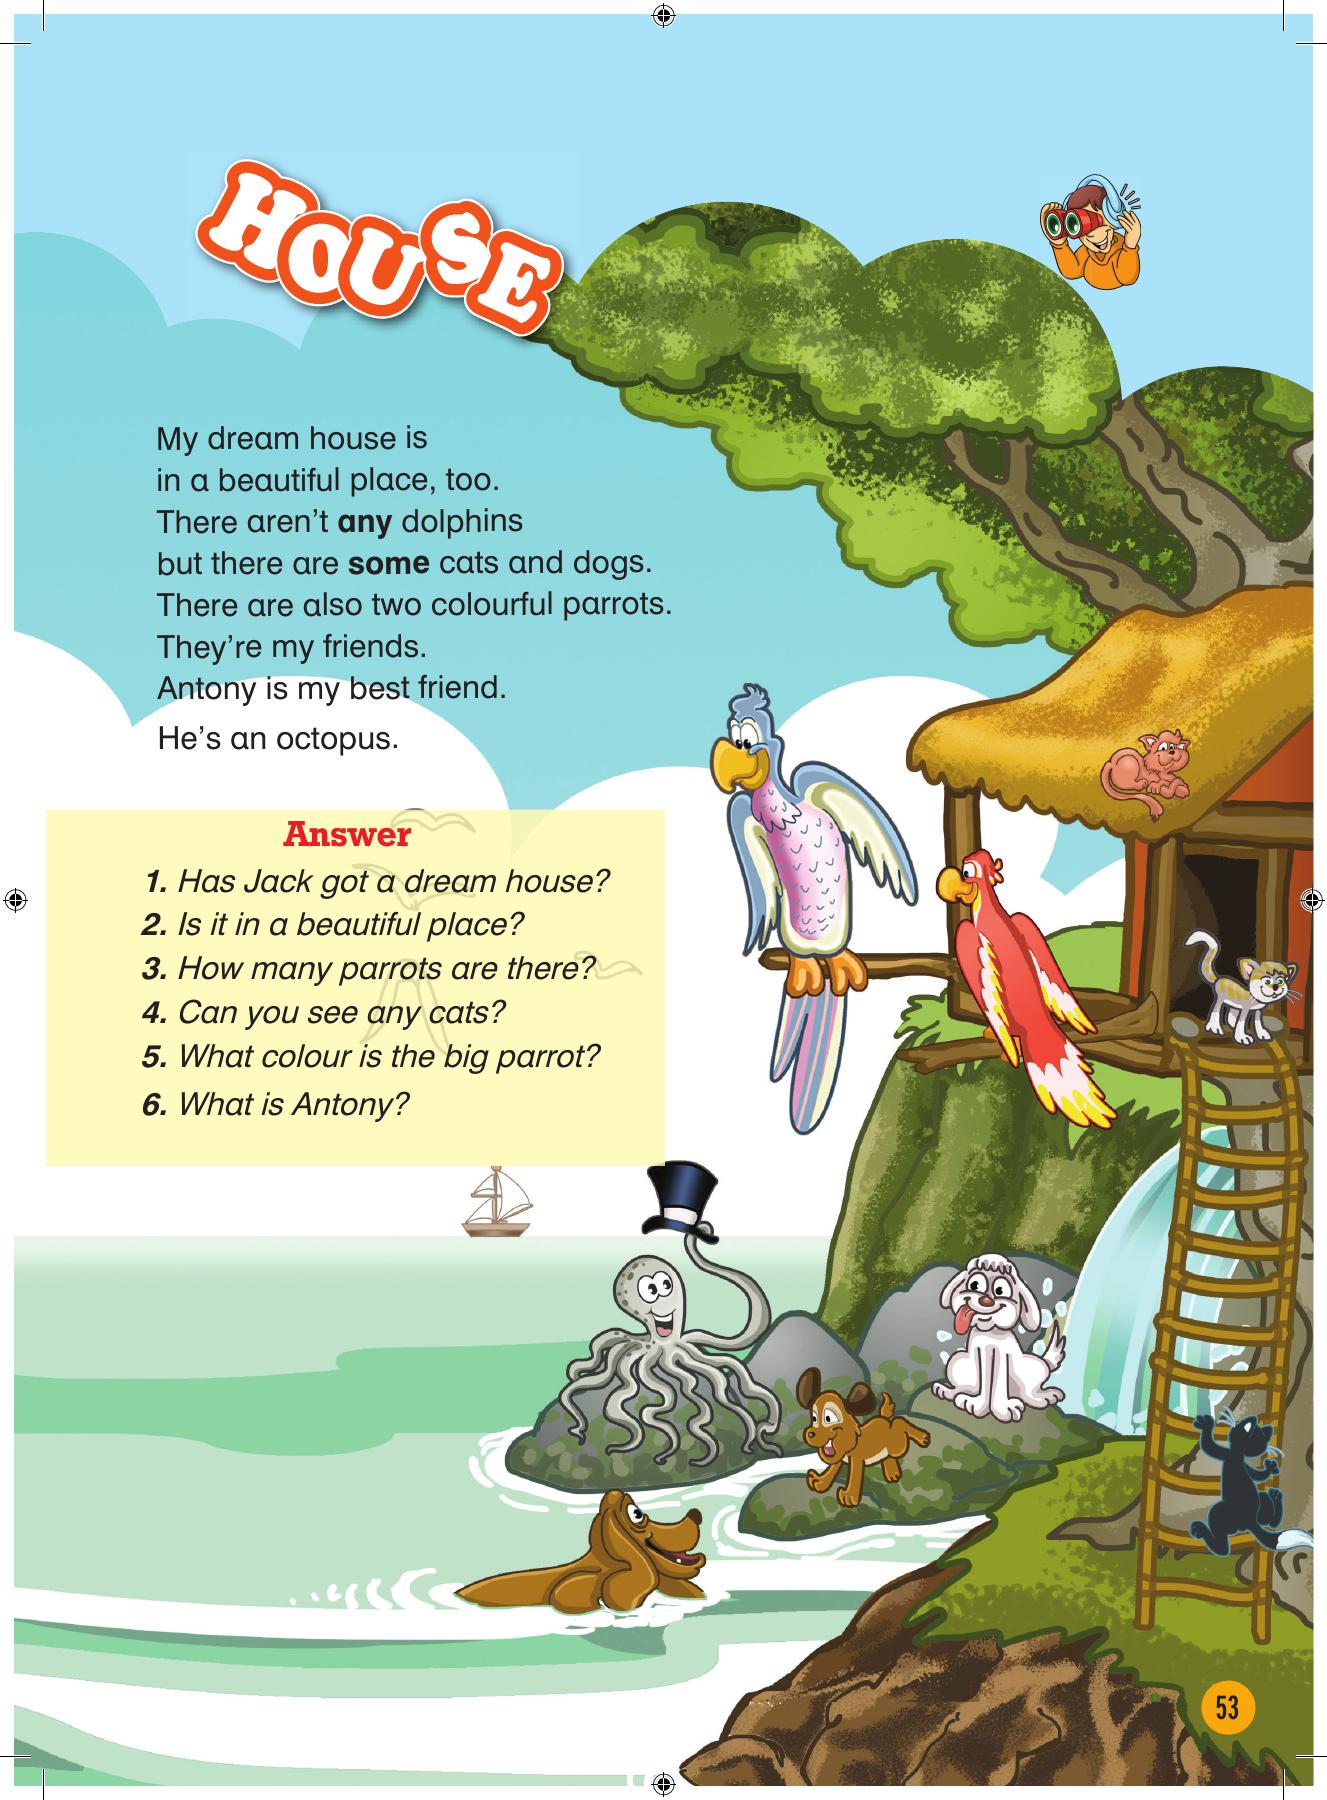 HOUSE
My dream house is
in a beautiful place, too.
There aren't any dolphins
but there are some cats and dogs.
There are also two colourful parrots.
They're my friends.
Antony is my best friend.
He's an octopus.
Answer
1. Has Jack got a dream house?
2. Is it in a beautiful place?
3. How many parrots are there?
4. Can you see any cats?
5. What colour is the big parrot?
6. What is Antony?
53